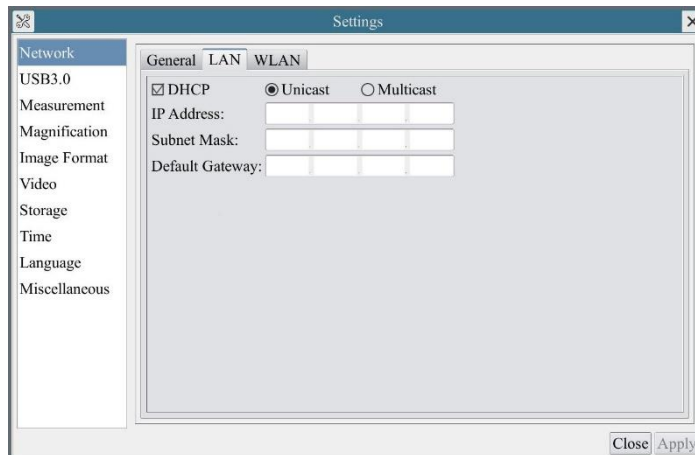 Settings
Network
USB3.0
Measurement
Magnification
Image Format
Video
Storage
Time
Language
Miscellaneous
General LAN WLAN
DHCP Unicast Multicast
IP Address:
Subnet Mask:
Default Gateway:
Close Apply